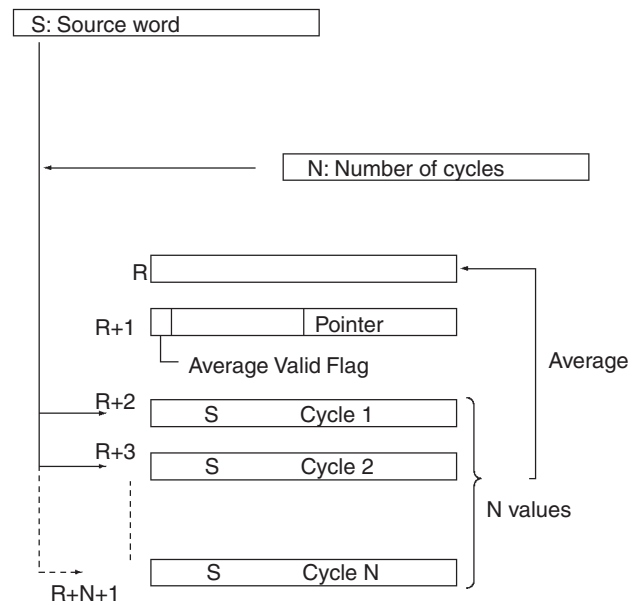 S: Source word
N: Number of cycles
R
R+1 Pointer
Average Valid Flag
Average
R+2 S Cycle 1
R+3 S Cycle 2
N values
S Cycle N
R+N+1